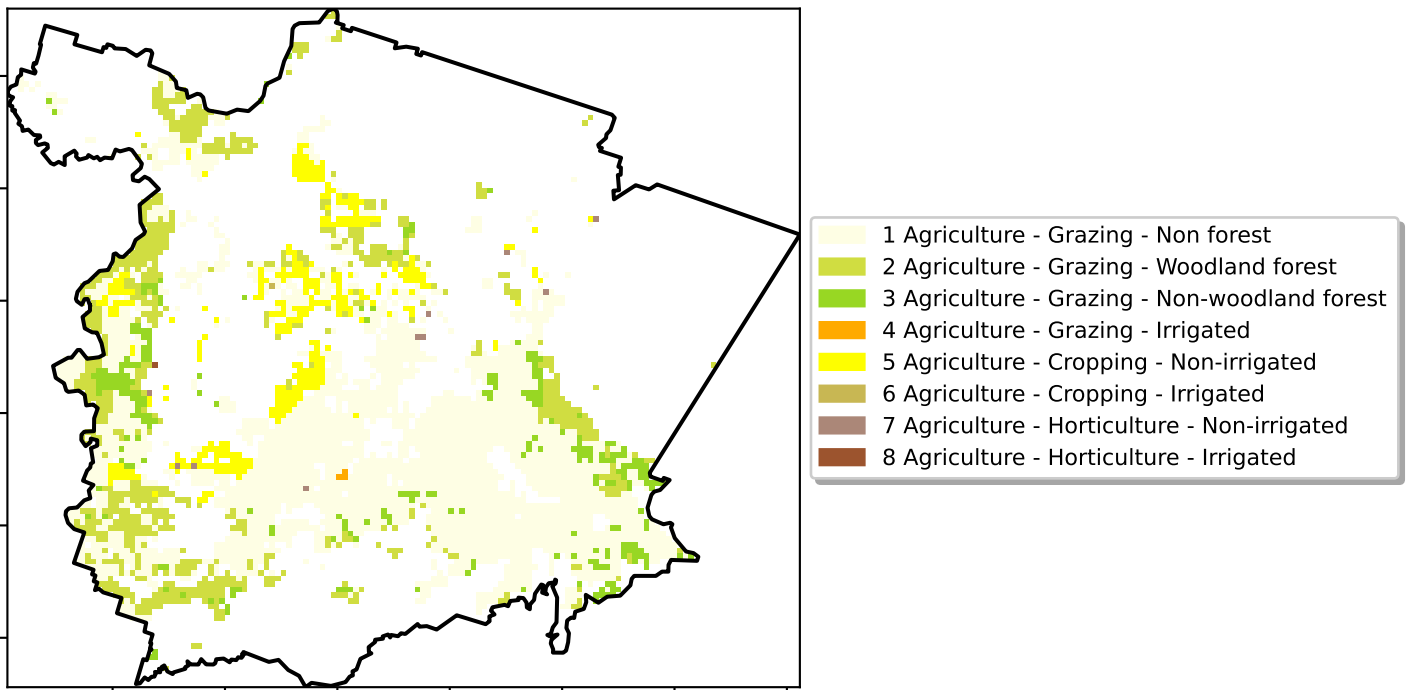 1 Agriculture - Grazing - Non forest
2 Agriculture - Grazing - Woodland forest
3 Agriculture - Grazing - Non-woodland forest
4 Agriculture - Grazing - Irrigated
5 Agriculture - Cropping - Non-irrigated
6 Agriculture - Cropping - Irrigated
7 Agriculture - Horticulture - Non-irrigated
8 Agriculture - Horticulture - Irrigated